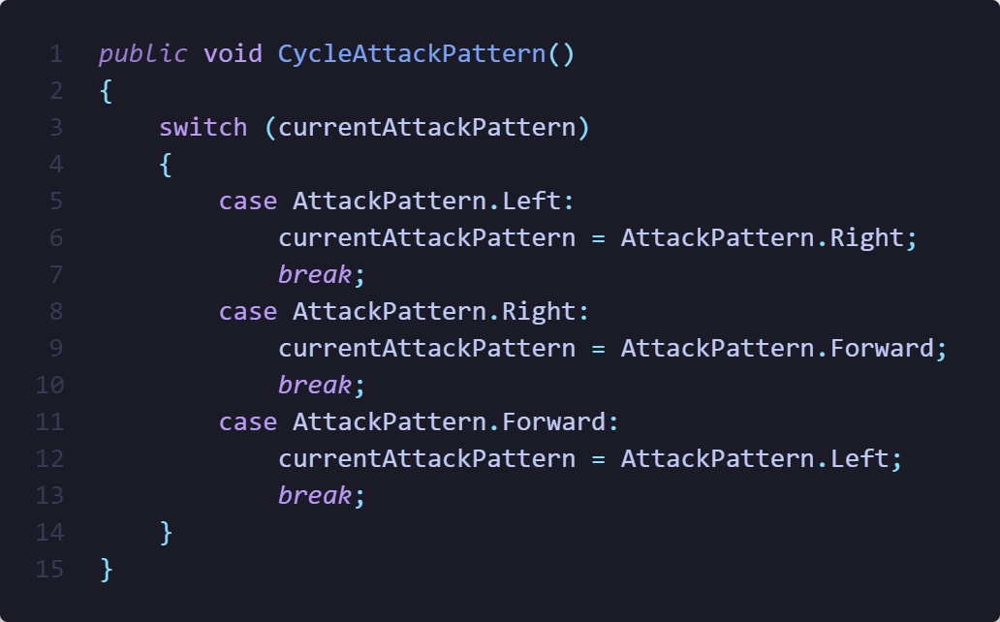 1 public void CycleAttackPattern()
2 {
3     switch (currentAttackPattern)
4     {
5         case AttackPattern.Left:
6             currentAttackPattern = AttackPattern.Right;
7             break;
8         case AttackPattern.Right:
9             currentAttackPattern = AttackPattern.Forward;
10             break;
11         case AttackPattern.Forward:
12             currentAttackPattern = AttackPattern.Left;
13             break;
14     }
15 }